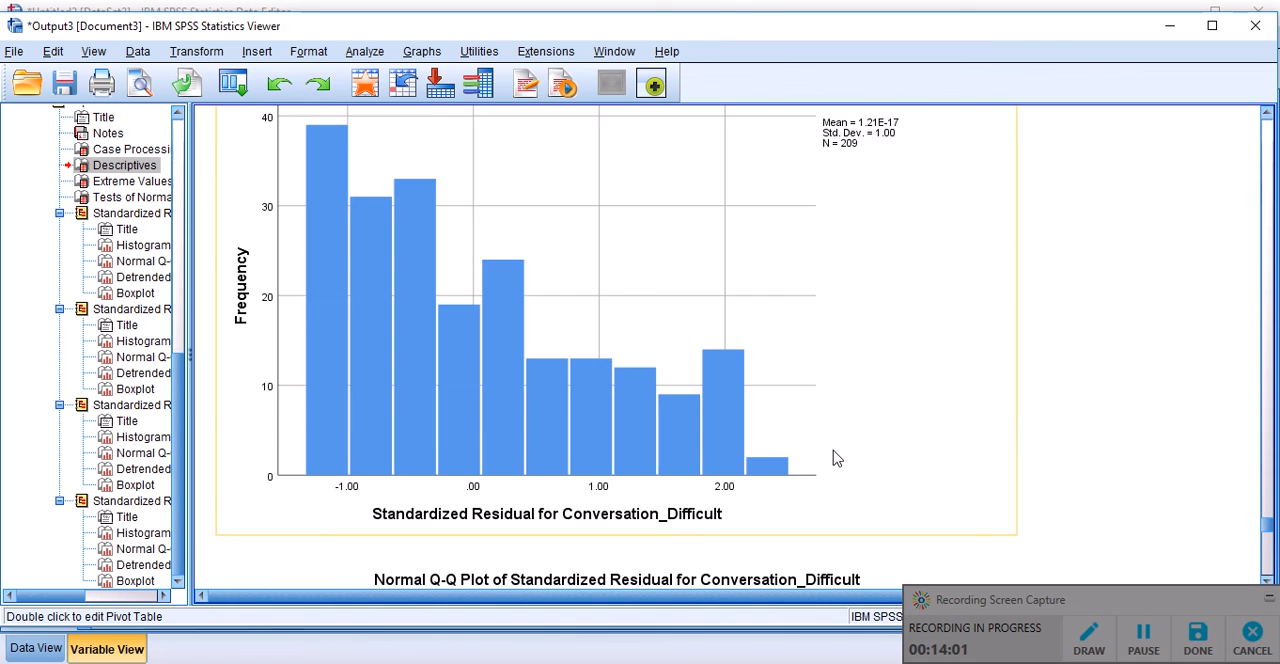 *Output3 [Document3] - IBM SPSS Statistics Viewer
File Edit View Data Transform Insert Format Analyze Graphs Utilities Extensions Window Help
Title
Notes
Case Processi
Descriptives
Extreme Values
Tests of Norma
Standardized R
Title
Histogram
Normal Q-
Detrended
Boxplot
Standardized R
Title
Histogram
Normal Q-
Detrended
Boxplot
Standardized R
Title
Histogram
Normal Q-
Detrended
Boxplot
Standardized R
Title
Histogram
Normal Q-
Detrended
Boxplot
40
30
20
10
0
Frequency
-1.00 .00 1.00 2.00
Standardized Residual for Conversation_Difficult
Mean = 1.21E-17
Std. Dev. = 1.00
N = 209
Normal Q-Q Plot of Standardized Residual for Conversation_Difficult
Double click to edit Pivot Table
IBM SPSS
Data View Variable View
Recording Screen Capture
RECORDING IN PROGRESS
00:14:01
DRAW PAUSE DONE CANCEL